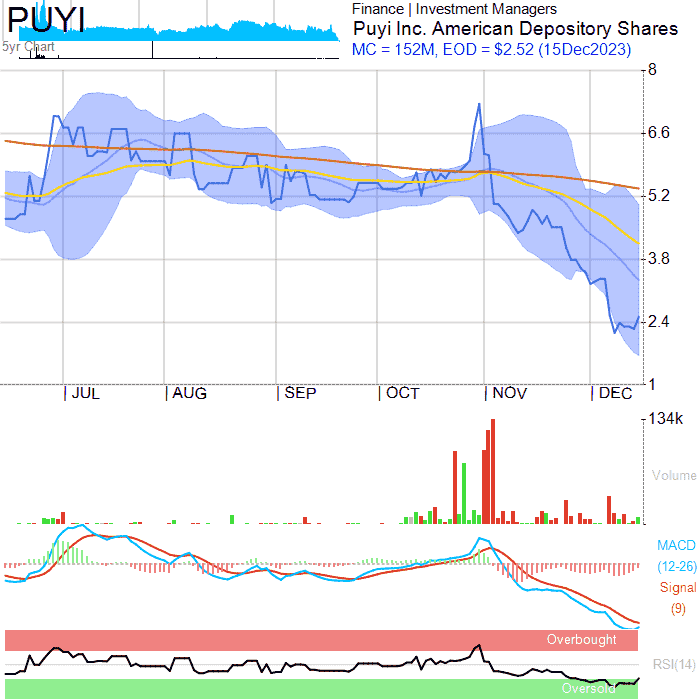 PUYI
5yr Chart
Finance | Investment Managers
Puyi Inc. American Depository Shares
MC = 152M, EOD = $2.52 (15Dec2023)
8
6.6
5.2
3.8
2.4
1
JUL AUG SEP OCT NOV DEC
134k
Volume
MACD
(12-26)
Signal
(9)
Overbought
RSI(14)
Oversold